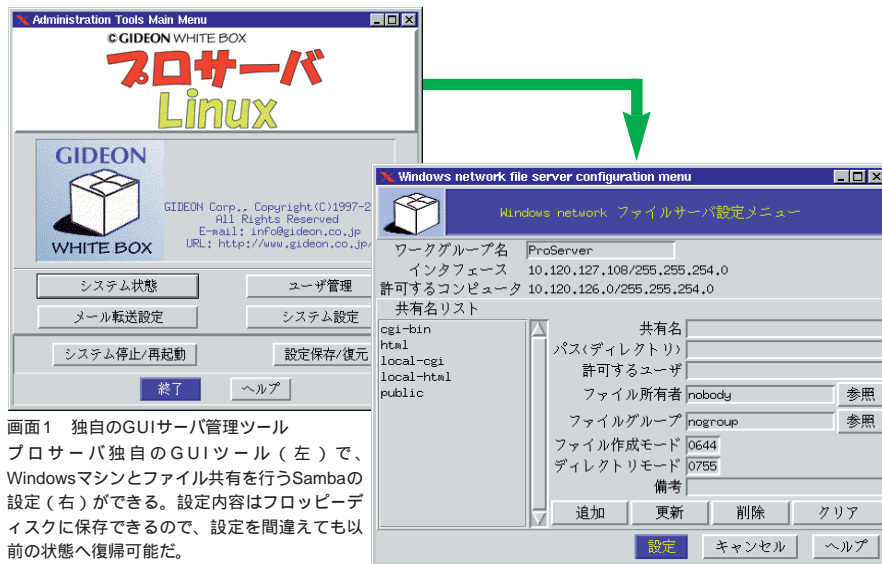 Administration Tools Main Menu
©GIDEON WHITE BOX
プロサーバ
Linux
GIDEON
WHITE BOX
GIDEON Corp., Copyright(C)1997-2
All Rights Reserved
E-mail: info@gideon.co.jp
URL: http://www.gideon.co.jp/
システム状態
ユーザ管理
メール転送設定
システム設定
システム停止/再起動
設定保存/復元
終了
ヘルプ
Windows network file server configuration menu
Windows network ファイルサーバ設定メニュー
ワークグループ名 ProServer
インタフェース 10.120.127.108/255.255.254.0
許可するコンピュータ 10.120.126.0/255.255.254.0
共有名リスト
cgi-bin
html
local-cgi
local-html
public
共有名
パス(ディレクトリ)
許可するユーザ
ファイル所有者 nobody 参照
ファイルグループ nogroup 参照
ファイル作成モード 0644
ディレクトリモード 0755
備考
追加 更新 削除 クリア
設定 キャンセル ヘルプ
画面1 独自のGUIサーバ管理ツール
プロサーバ独自のGUIツール(左)で、
Windowsマシンとファイル共有を行うSambaの
設定(右)ができる。設定内容はフロッピーデ
ィスクに保存できるので、設定を間違えても以
前の状態へ復帰可能だ。